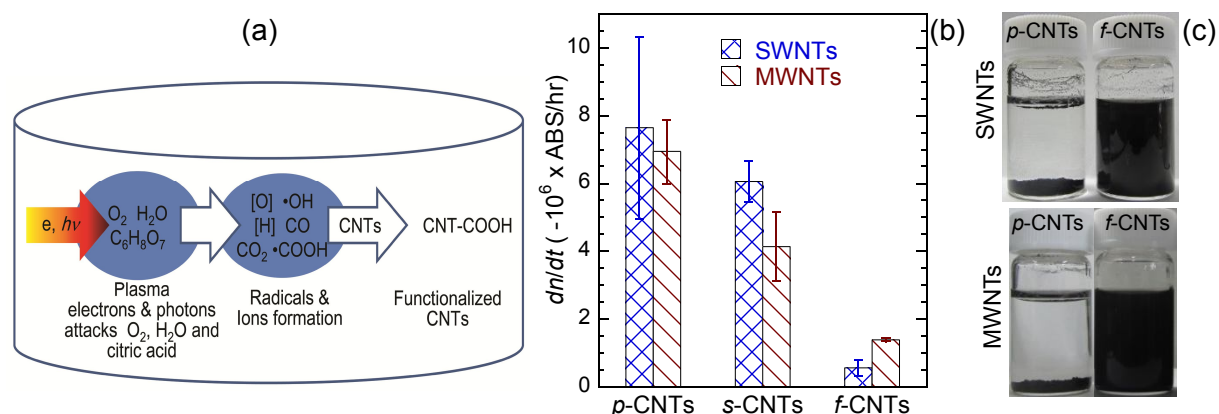 (a)
e, hν
O₂ H₂O
C₆H₈O₇
[O] •OH
[H] CO
CO₂ •COOH
CNTs
CNT-COOH
Plasma
electrons & photons
attacks O₂, H₂O and
citric acid
Radicals &
Ions formation
Functionalized
CNTs
(b)
dn/dt ( -10⁶ x ABS/hr)
10
8
6
4
2
0
SWNTs
MWNTs
p-CNTs
s-CNTs
f-CNTs
(c)
SWNTs
p-CNTs
f-CNTs
MWNTs
p-CNTs
f-CNTs